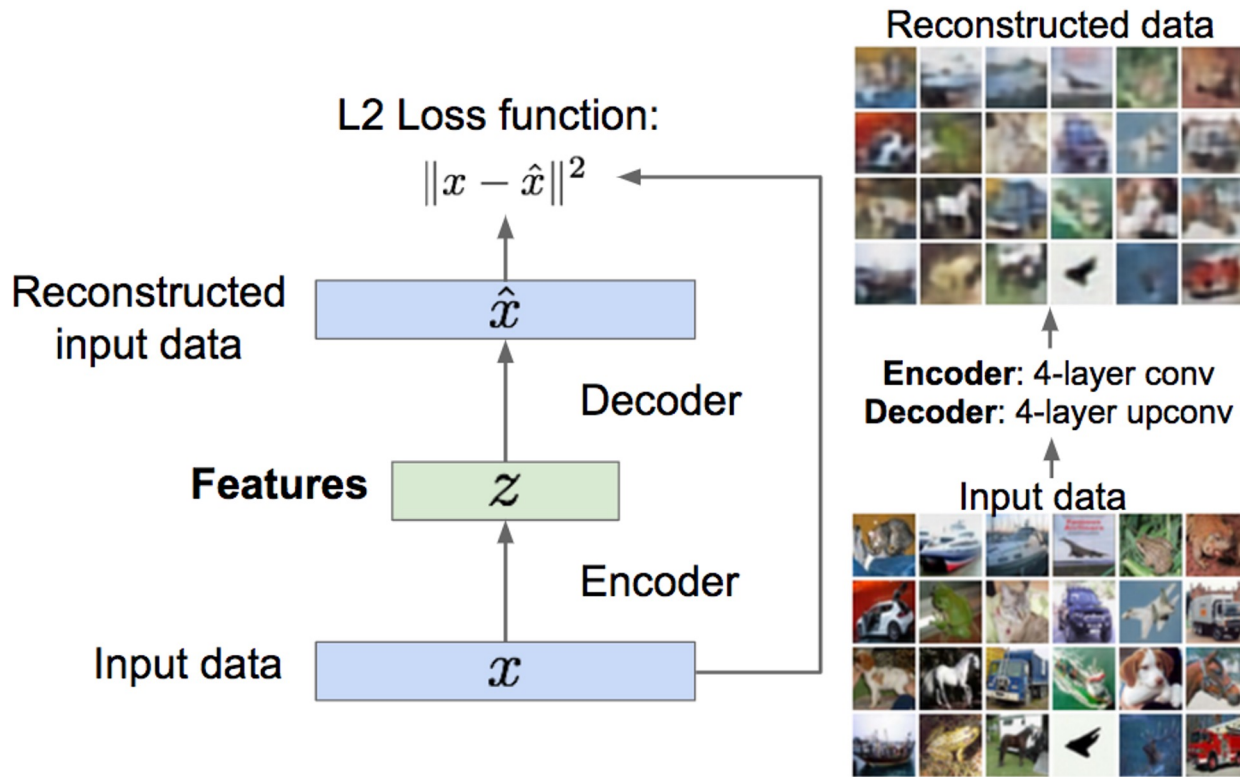 Reconstructed data
L2 Loss function:
‖x − x̂‖²
Reconstructed
input data
x̂
Encoder: 4-layer conv
Decoder: 4-layer upconv
Decoder
Features
z
Input data
Encoder
Input data
x